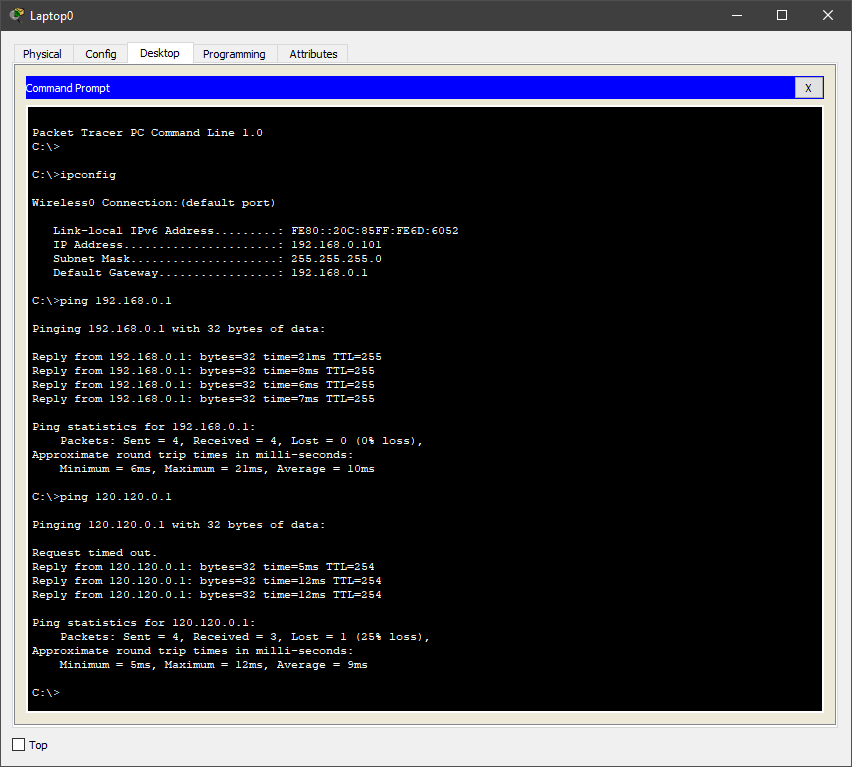 Laptop0
Physical Config Desktop Programming Attributes
Command Prompt X
Packet Tracer PC Command Line 1.0
C:\>
C:\>ipconfig
Wireless0 Connection:(default port)
Link-local IPv6 Address.........: FE80::20C:85FF:FE6D:6052
IP Address......................: 192.168.0.101
Subnet Mask.....................: 255.255.255.0
Default Gateway.................: 192.168.0.1
C:\>ping 192.168.0.1
Pinging 192.168.0.1 with 32 bytes of data:
Reply from 192.168.0.1: bytes=32 time=21ms TTL=255
Reply from 192.168.0.1: bytes=32 time=8ms TTL=255
Reply from 192.168.0.1: bytes=32 time=6ms TTL=255
Reply from 192.168.0.1: bytes=32 time=7ms TTL=255
Ping statistics for 192.168.0.1:
Packets: Sent = 4, Received = 4, Lost = 0 (0% loss),
Approximate round trip times in milli-seconds:
Minimum = 6ms, Maximum = 21ms, Average = 10ms
C:\>ping 120.120.0.1
Pinging 120.120.0.1 with 32 bytes of data:
Request timed out.
Reply from 120.120.0.1: bytes=32 time=5ms TTL=254
Reply from 120.120.0.1: bytes=32 time=12ms TTL=254
Reply from 120.120.0.1: bytes=32 time=12ms TTL=254
Ping statistics for 120.120.0.1:
Packets: Sent = 4, Received = 3, Lost = 1 (25% loss),
Approximate round trip times in milli-seconds:
Minimum = 5ms, Maximum = 12ms, Average = 9ms
C:\>
Top